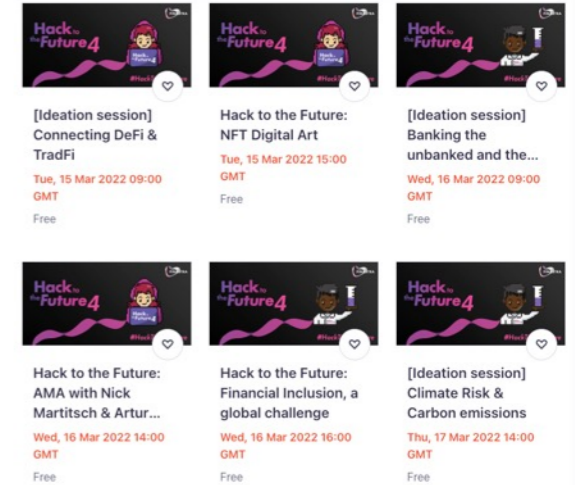 Hack to
the Future 4
Hack to
the Future 4
Hack to
the Future 4
[Ideation session]
Connecting DeFi &
TradFi
Tue, 15 Mar 2022 09:00
GMT
Free
Hack to the Future:
NFT Digital Art
Tue, 15 Mar 2022 15:00
GMT
Free
[Ideation session]
Banking the
unbanked and the...
Wed, 16 Mar 2022 09:00
GMT
Free
Hack to
the Future 4
Hack to
the Future 4
Hack to
the Future 4
Hack to the Future:
AMA with Nick
Martitsch & Artur...
Wed, 16 Mar 2022 14:00
GMT
Free
Hack to the Future:
Financial Inclusion, a
global challenge
Wed, 16 Mar 2022 16:00
GMT
Free
[Ideation session]
Climate Risk &
Carbon emissions
Thu, 17 Mar 2022 14:00
GMT
Free